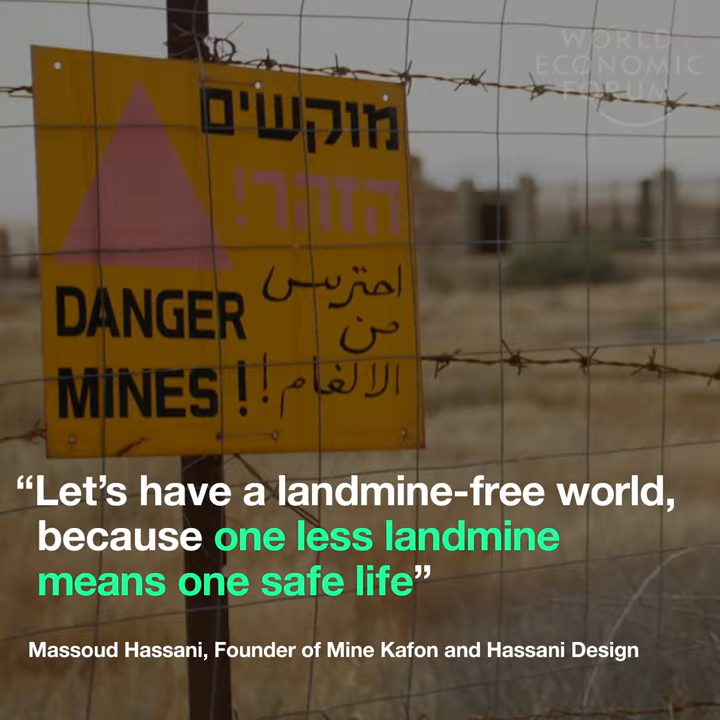 WORLD
ECONOMIC
FORUM
מוקשים
הזהר!
DANGER
MINES !
احترس
من
الالغام !
“Let’s have a landmine-free world,
because one less landmine
means one safe life”
Massoud Hassani, Founder of Mine Kafon and Hassani Design